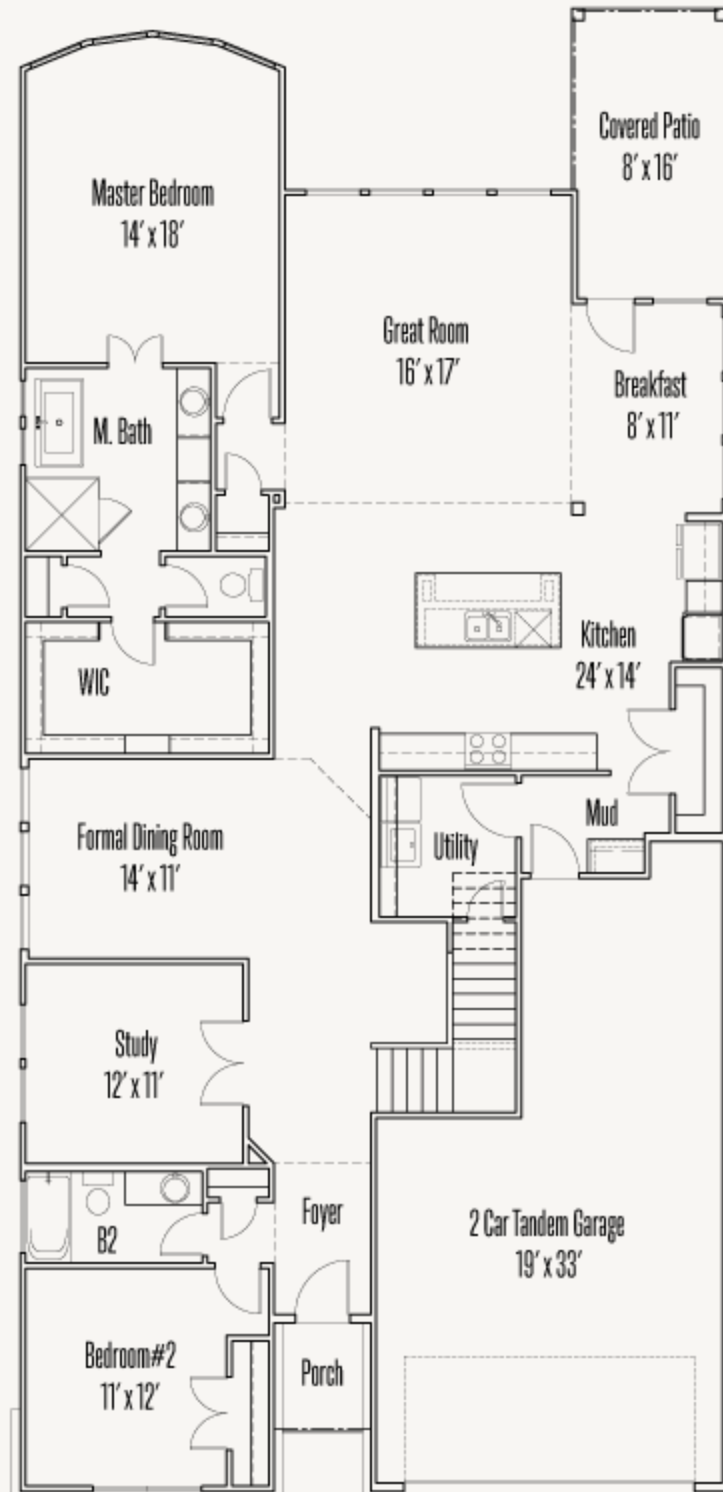 Covered Patio
8′ x 16′
Master Bedroom
14′ x 18′
Great Room
16′ x 17′
Breakfast
8′ x 11′
M. Bath
Kitchen
24′ x 14′
WIC
Mud
Utility
Formal Dining Room
14′ x 11′
Study
12′ x 11′
Foyer
2 Car Tandem Garage
19′ x 33′
B2
Bedroom#2
11′ x 12′
Porch